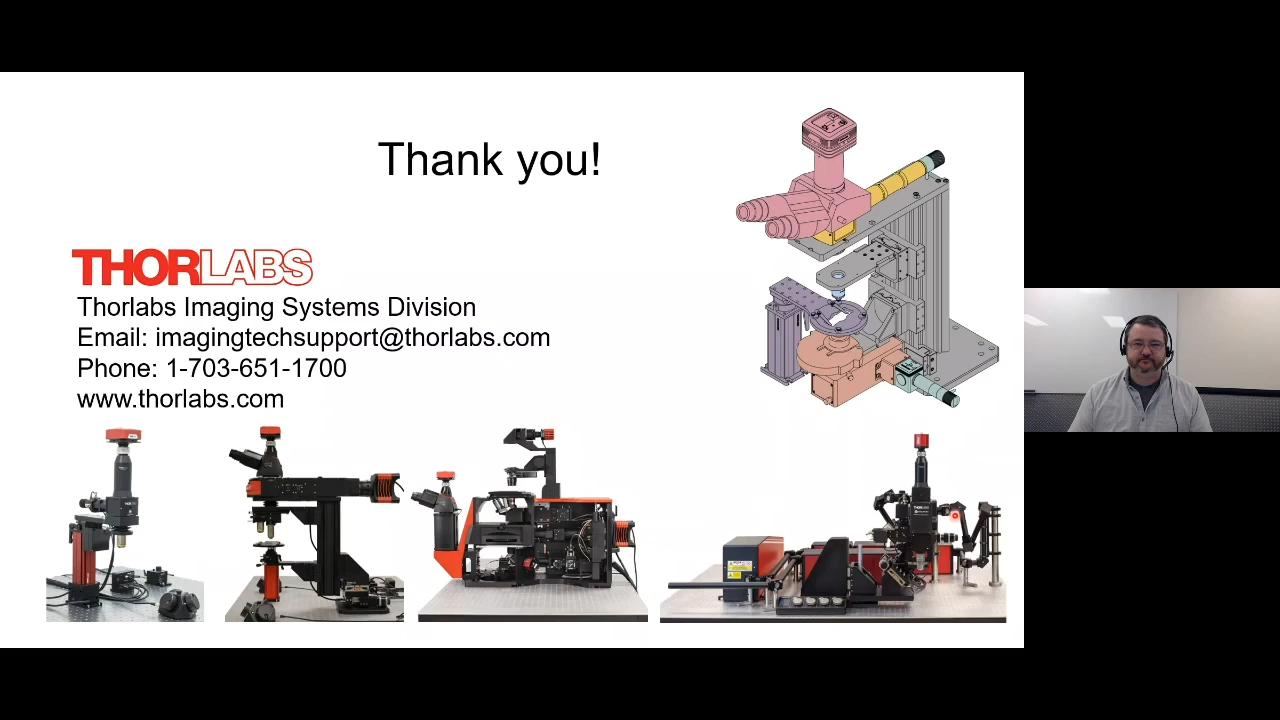 Thank you!
THORLABS
Thorlabs Imaging Systems Division
Email: imagingtechsupport@thorlabs.com
Phone: 1-703-651-1700
www.thorlabs.com